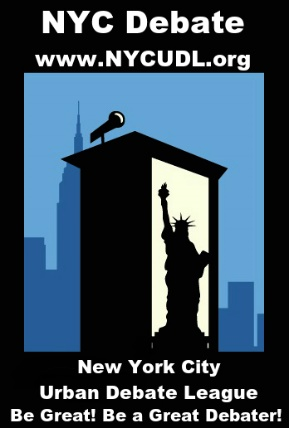 NYC Debate
www.NYCUDL.org
New York City
Urban Debate League
Be Great! Be a Great Debater!